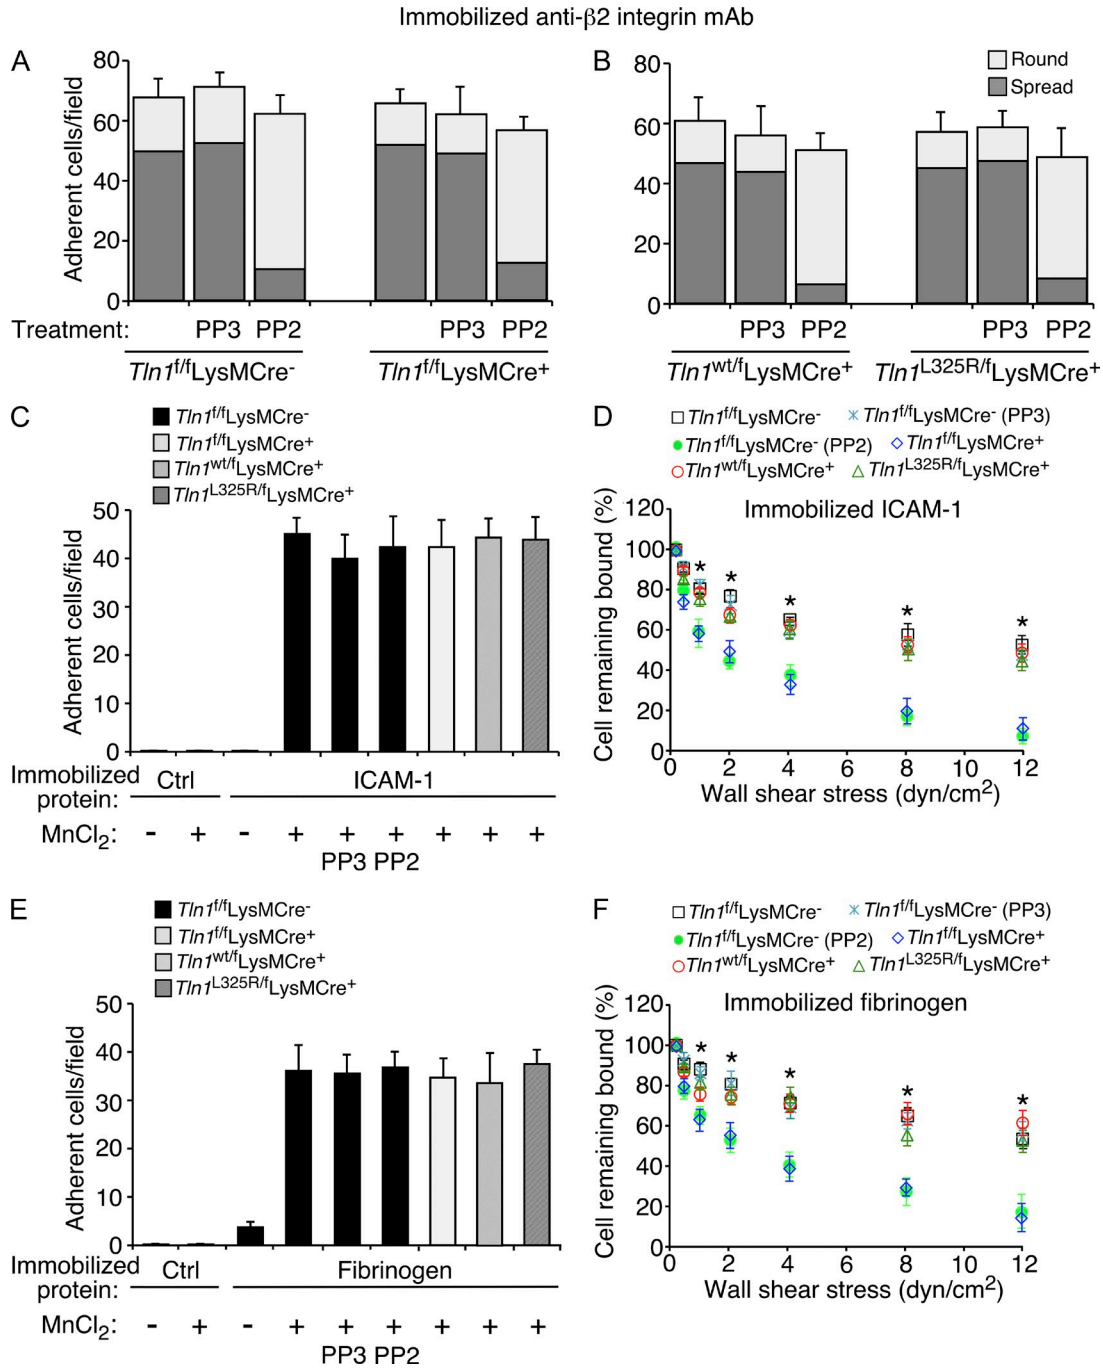 Immobilized anti-β2 integrin mAb
A
Adherent cells/field
80
60
40
20
0
Treatment: PP3 PP2 PP3 PP2
Tln1f/fLysMCre- Tln1f/fLysMCre+
B
Round
Spread
80
60
40
20
0
PP3 PP2 PP3 PP2
Tln1wt/fLysMCre+ Tln1L325R/fLysMCre+
C
Tln1f/fLysMCre-
Tln1f/fLysMCre+
Tln1wt/fLysMCre+
Tln1L325R/fLysMCre+
Adherent cells/field
50
40
30
20
10
0
Immobilized protein: Ctrl ICAM-1
MnCl2: - + - + + + + + +
PP3 PP2
D
Tln1f/fLysMCre- Tln1f/fLysMCre- (PP3)
Tln1f/fLysMCre- (PP2) Tln1f/fLysMCre+
Tln1wt/fLysMCre+ Tln1L325R/fLysMCre+
Immobilized ICAM-1
Cell remaining bound (%)
120
100
80
60
40
20
0
* * * * *
0 2 4 6 8 10 12
Wall shear stress (dyn/cm2)
E
Tln1f/fLysMCre-
Tln1f/fLysMCre+
Tln1wt/fLysMCre+
Tln1L325R/fLysMCre+
Adherent cells/field
50
40
30
20
10
0
Immobilized protein: Ctrl Fibrinogen
MnCl2: - + - + + + + + +
PP3 PP2
F
Tln1f/fLysMCre- Tln1f/fLysMCre- (PP3)
Tln1f/fLysMCre- (PP2) Tln1f/fLysMCre+
Tln1wt/fLysMCre+ Tln1L325R/fLysMCre+
Immobilized fibrinogen
Cell remaining bound (%)
120
100
80
60
40
20
0
* * * * *
0 2 4 6 8 10 12
Wall shear stress (dyn/cm2)